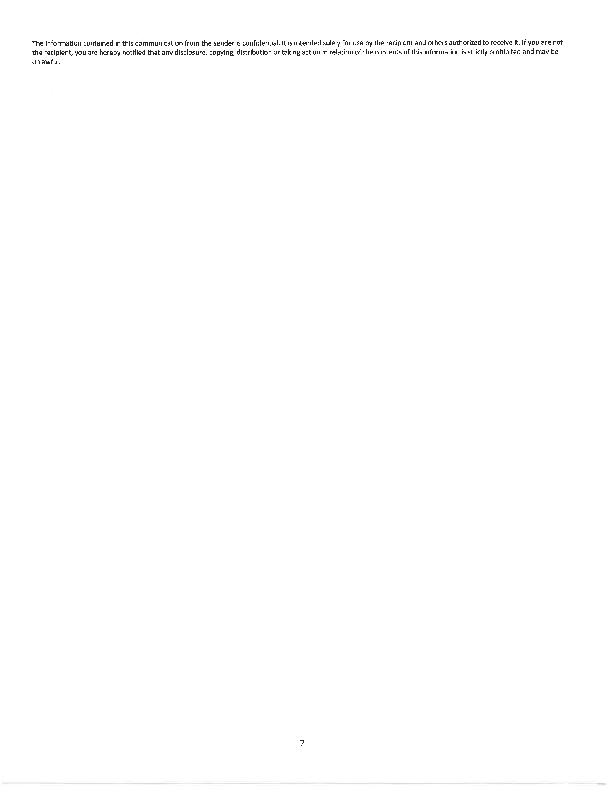 The information contained in this communication from the sender is confidential. It is intended solely for use by the recipient and others authorized to receive it. If you are not
the recipient, you are hereby notified that any disclosure, copying, distribution or taking action in relation of the contents of this information is strictly prohibited and may be
unlawful.
7